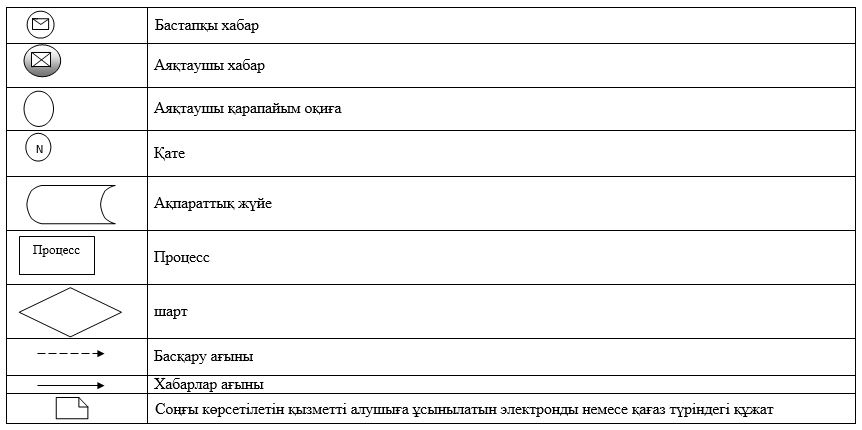 Бастапқы хабар
Аяқтаушы хабар
Аяқтаушы қарапайым оқиға
N
Қате
Ақпараттық жүйе
Процесс
Процесс
шарт
Басқару ағыны
Хабарлар ағыны
Соңғы көрсетілетін қызметті алушыға ұсынылатын электронды немесе қағаз түріндегі құжат